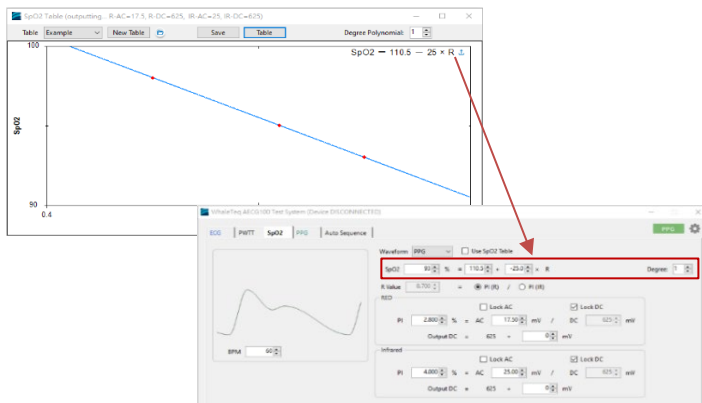 SpO2 Table (outputting... R-AC=17.5, R-DC=625, IR-AC=25, IR-DC=625)
Table Example New Table Save Table Degree Polynomial: 1
100
SpO2 = 110.5 - 25 × R
SpO2
90
0.4
WhaleTeq AECG100 Test System (Device DISCONNECTED)
EOG PWTT SpO2 PPG Auto Sequence PPG
Waveform PPG Use SpO2 Table
SpO2 93 % = 110.5 + -25.0 × R Degree: 1
R Value 0.700 = PI (R) / PI (IR)
RED
Lock AC Lock DC
PI 2.800 % = AC 17.50 mV / DC 625 mV
Output DC = 625 + 0 mV
BPM 60
Infrared
Lock AC Lock DC
PI 4.000 % = AC 25.00 mV / DC 625 mV
Output DC = 625 + 0 mV